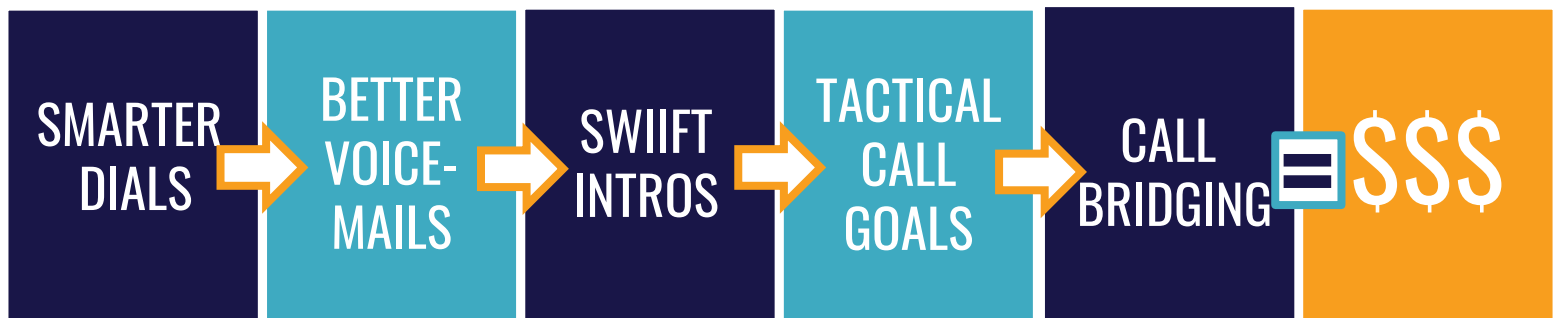 SMARTER
DIALS
BETTER
VOICE-
MAILS
SWIIFT
INTROS
TACTICAL
CALL
GOALS
CALL
BRIDGING
=
$$$